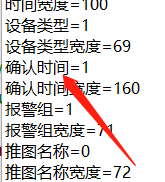 时间宽度=100
设备类型=1
设备类型宽度=69
确认时间=1
确认时间宽度=160
报警组=1
报警组宽度=71
推图名称=0
推图名称宽度=72